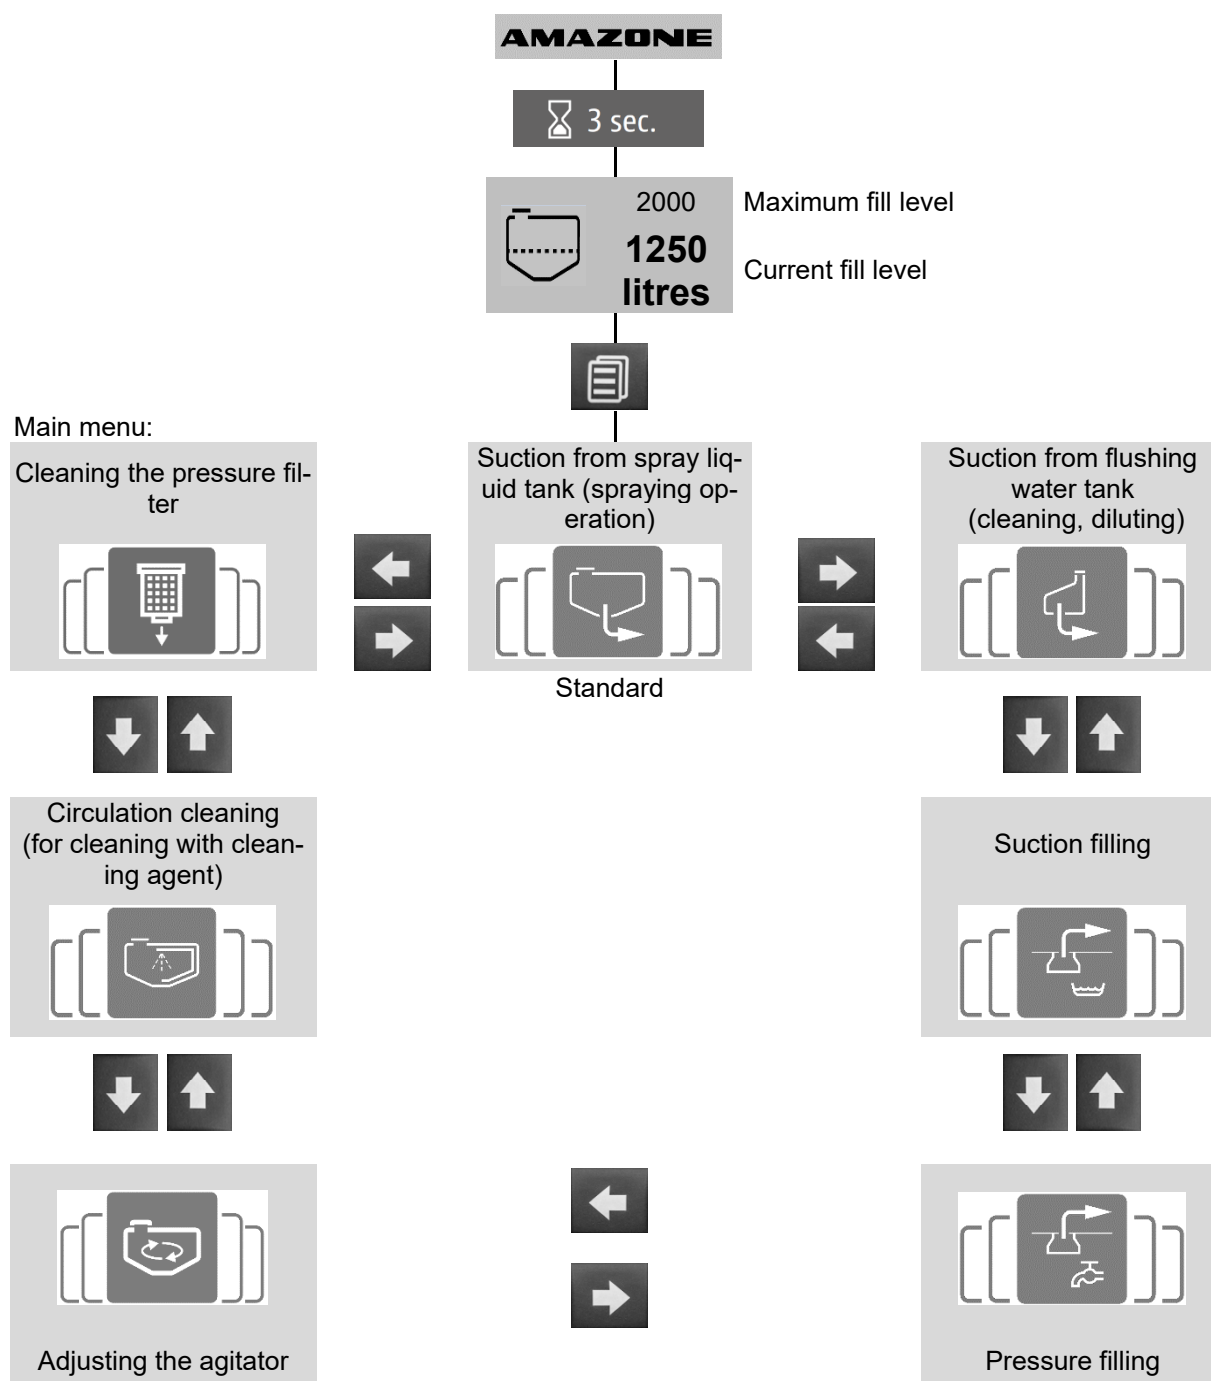 AMAZONE
3 sec.
2000
Maximum fill level
1250
litres
Current fill level
Main menu:
Cleaning the pressure fil-
ter
Suction from spray liq-
uid tank (spraying op-
eration)
Suction from flushing
water tank
(cleaning, diluting)
Standard
Circulation cleaning
(for cleaning with clean-
ing agent)
Suction filling
Adjusting the agitator
Pressure filling